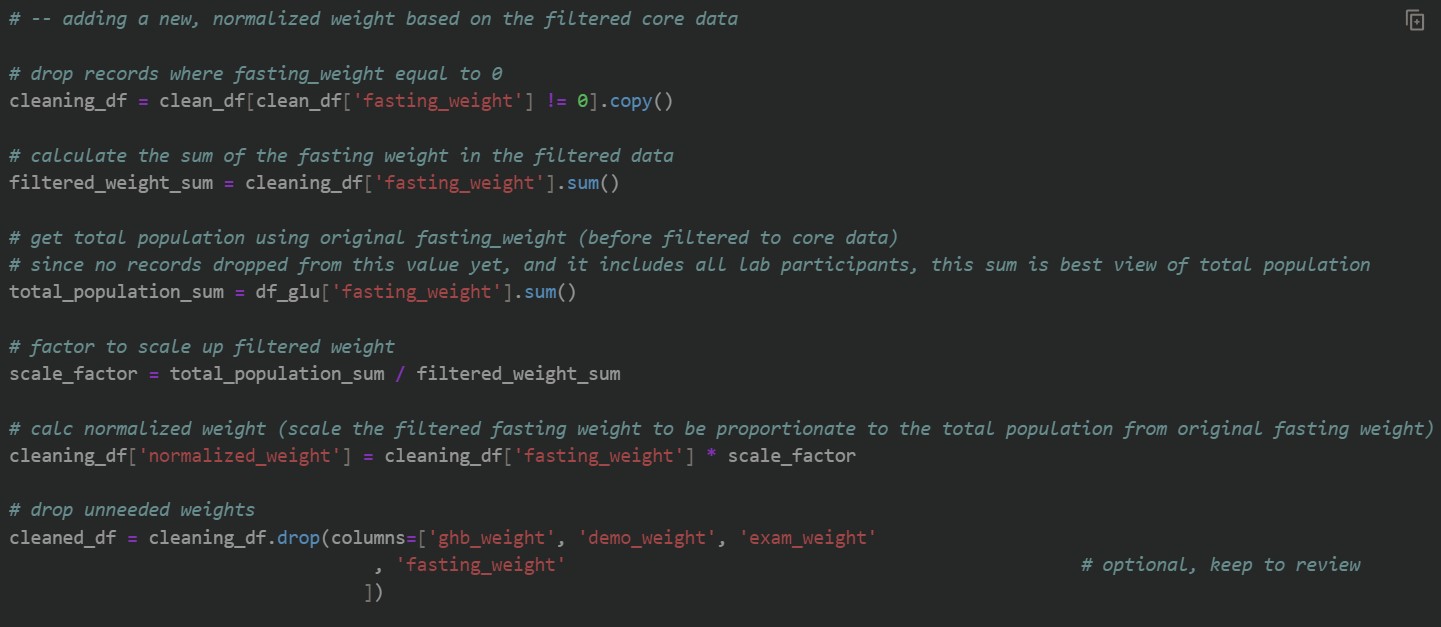 # -- adding a new, normalized weight based on the filtered core data
# drop records where fasting_weight equal to 0
cleaning_df = clean_df[clean_df['fasting_weight'] != 0].copy()
# calculate the sum of the fasting weight in the filtered data
filtered_weight_sum = cleaning_df['fasting_weight'].sum()
# get total population using original fasting_weight (before filtered to core data)
# since no records dropped from this value yet, and it includes all lab participants, this sum is best view of total population
total_population_sum = df_glu['fasting_weight'].sum()
# factor to scale up filtered weight
scale_factor = total_population_sum / filtered_weight_sum
# calc normalized weight (scale the filtered fasting weight to be proportionate to the total population from original fasting weight)
cleaning_df['normalized_weight'] = cleaning_df['fasting_weight'] * scale_factor
# drop unneeded weights
cleaned_df = cleaning_df.drop(columns=['ghb_weight', 'demo_weight', 'exam_weight'
, 'fasting_weight' # optional, keep to review
])